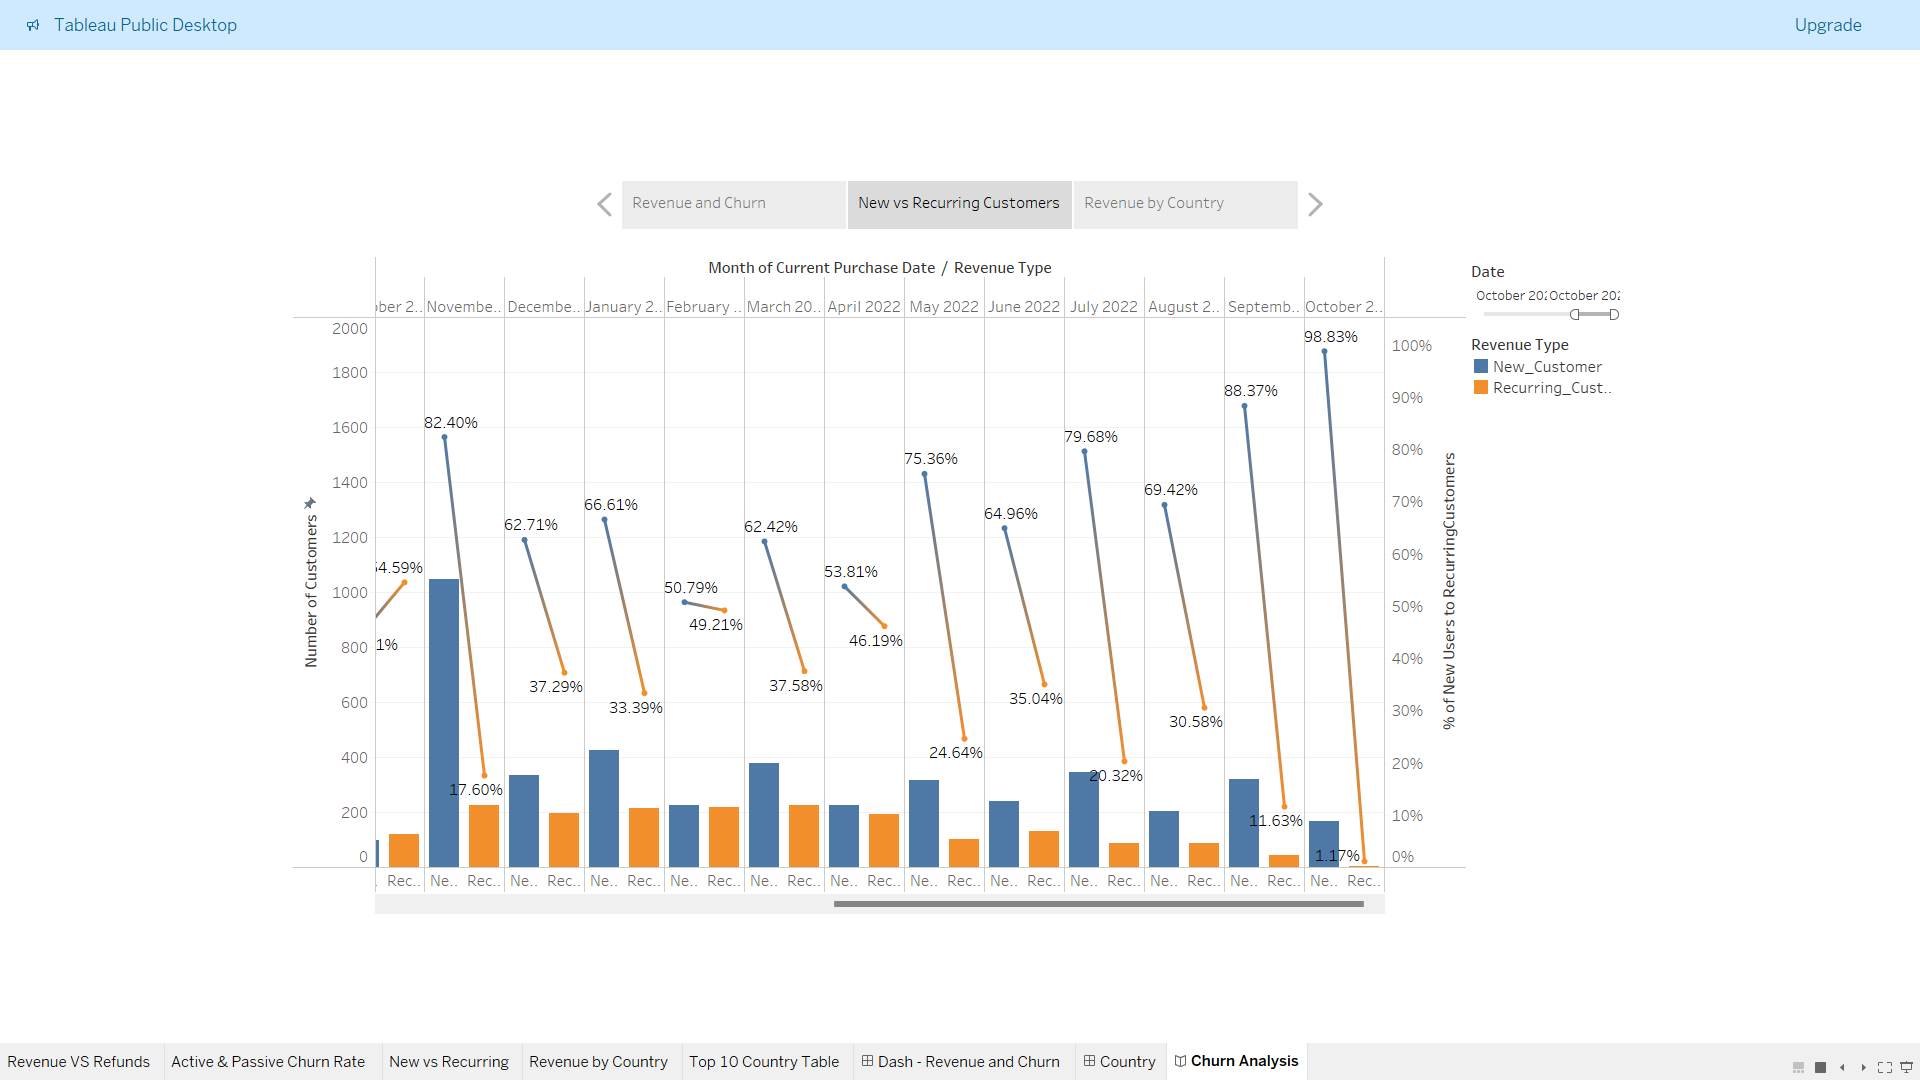 Tableau Public Desktop
Upgrade
Revenue and Churn
New vs Recurring Customers
Revenue by Country
Month of Current Purchase Date / Revenue Type
ber 2.. Novembe.. Decembe.. January 2.. February .. March 20.. April 2022 May 2022 June 2022 July 2022 August 2.. Septemb.. October 2..
Number of Customers
2000
1800
1600
1400
1200
1000
800
600
400
200
0
54.59%
1%
82.40%
17.60%
62.71%
37.29%
66.61%
33.39%
50.79%
49.21%
62.42%
37.58%
53.81%
46.19%
75.36%
24.64%
64.96%
35.04%
79.68%
20.32%
69.42%
30.58%
88.37%
11.63%
98.83%
1.17%
100%
90%
80%
70%
60%
50%
40%
30%
20%
10%
0%
% of New Users to RecurringCustomers
. Rec.. Ne.. Rec.. Ne.. Rec.. Ne.. Rec.. Ne.. Rec.. Ne.. Rec.. Ne.. Rec.. Ne.. Rec.. Ne.. Rec.. Ne.. Rec.. Ne.. Rec.. Ne.. Rec.. Ne.. Rec..
Date
October 202 October 202
Revenue Type
New_Customer
Recurring_Cust..
Revenue VS Refunds
Active & Passive Churn Rate
New vs Recurring
Revenue by Country
Top 10 Country Table
Dash - Revenue and Churn
Country
Churn Analysis